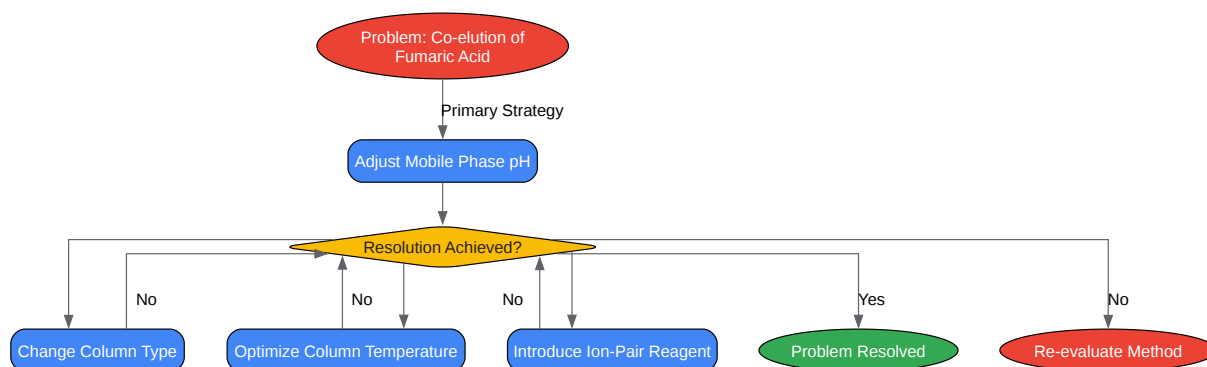 Problem: Co-elution of
Fumaric Acid
Primary Strategy
Adjust Mobile Phase pH
Resolution Achieved?
No
No
No
Yes
No
Change Column Type
Optimize Column Temperature
Introduce Ion-Pair Reagent
Problem Resolved
Re-evaluate Method